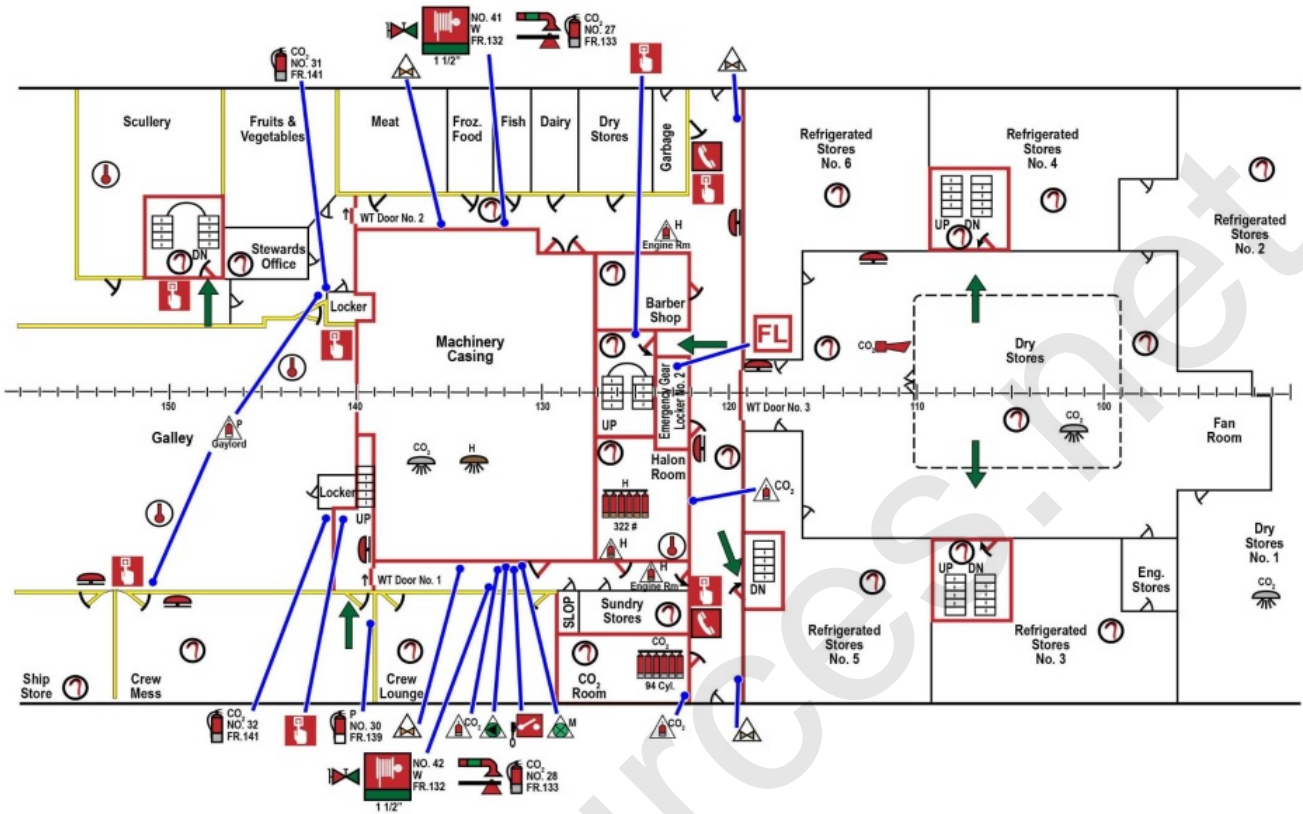 CO2
NO. 31
FR.141
NO. 41
W
FR.132
1 1/2"
CO2
NO. 27
FR.133
Scullery
Fruits &
Vegetables
Meat
Froz.
Food
Fish
Dairy
Dry
Stores
Garbage
Refrigerated
Stores
No. 6
Refrigerated
Stores
No. 4
Refrigerated
Stores
No. 2
WT Door No. 2
H
Engine Rm
UP DN
DN
Stewards
Office
Locker
Barber
Shop
Machinery
Casing
FL
CO2
Dry
Stores
Emergency Gear
Locker No. 2
UP
150
140
130
120
110
100
WT Door No. 3
P
Gaylord
Galley
CO2
H
Halon
Room
H
322 #
H
CO2
CO2
Fan
Room
Locker
UP
WT Door No. 1
H
Engine Rm
DN
UP DN
Eng.
Stores
Dry
Stores
No. 1
CO2
SLOP
Sundry
Stores
Refrigerated
Stores
No. 5
Refrigerated
Stores
No. 3
CO2
Room
CO2
94 Cyl.
Ship
Store
Crew
Mess
Crew
Lounge
CO2
NO. 32
FR.141
P
NO. 30
FR.139
CO2
M
CO2
NO. 42
W
FR.132
1 1/2"
CO2
NO. 28
FR.133